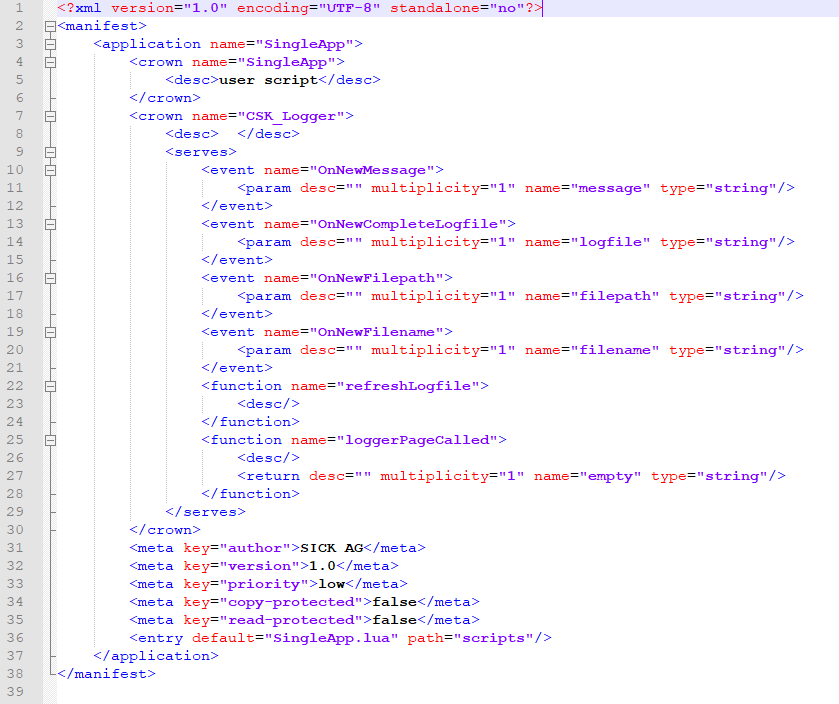 1 <?xml version="1.0" encoding="UTF-8" standalone="no"?>
2 <manifest>
3 <application name="SingleApp">
4 <crown name="SingleApp">
5 <desc>user script</desc>
6 </crown>
7 <crown name="CSK_Logger">
8 <desc>  </desc>
9 <serves>
10 <event name="OnNewMessage">
11 <param desc="" multiplicity="1" name="message" type="string"/>
12 </event>
13 <event name="OnNewCompleteLogfile">
14 <param desc="" multiplicity="1" name="logfile" type="string"/>
15 </event>
16 <event name="OnNewFilepath">
17 <param desc="" multiplicity="1" name="filepath" type="string"/>
18 </event>
19 <event name="OnNewFilename">
20 <param desc="" multiplicity="1" name="filename" type="string"/>
21 </event>
22 <function name="refreshLogfile">
23 <desc/>
24 </function>
25 <function name="loggerPageCalled">
26 <desc/>
27 <return desc="" multiplicity="1" name="empty" type="string"/>
28 </function>
29 </serves>
30 </crown>
31 <meta key="author">SICK AG</meta>
32 <meta key="version">1.0</meta>
33 <meta key="priority">low</meta>
34 <meta key="copy-protected">false</meta>
35 <meta key="read-protected">false</meta>
36 <entry default="SingleApp.lua" path="scripts"/>
37 </application>
38 </manifest>
39